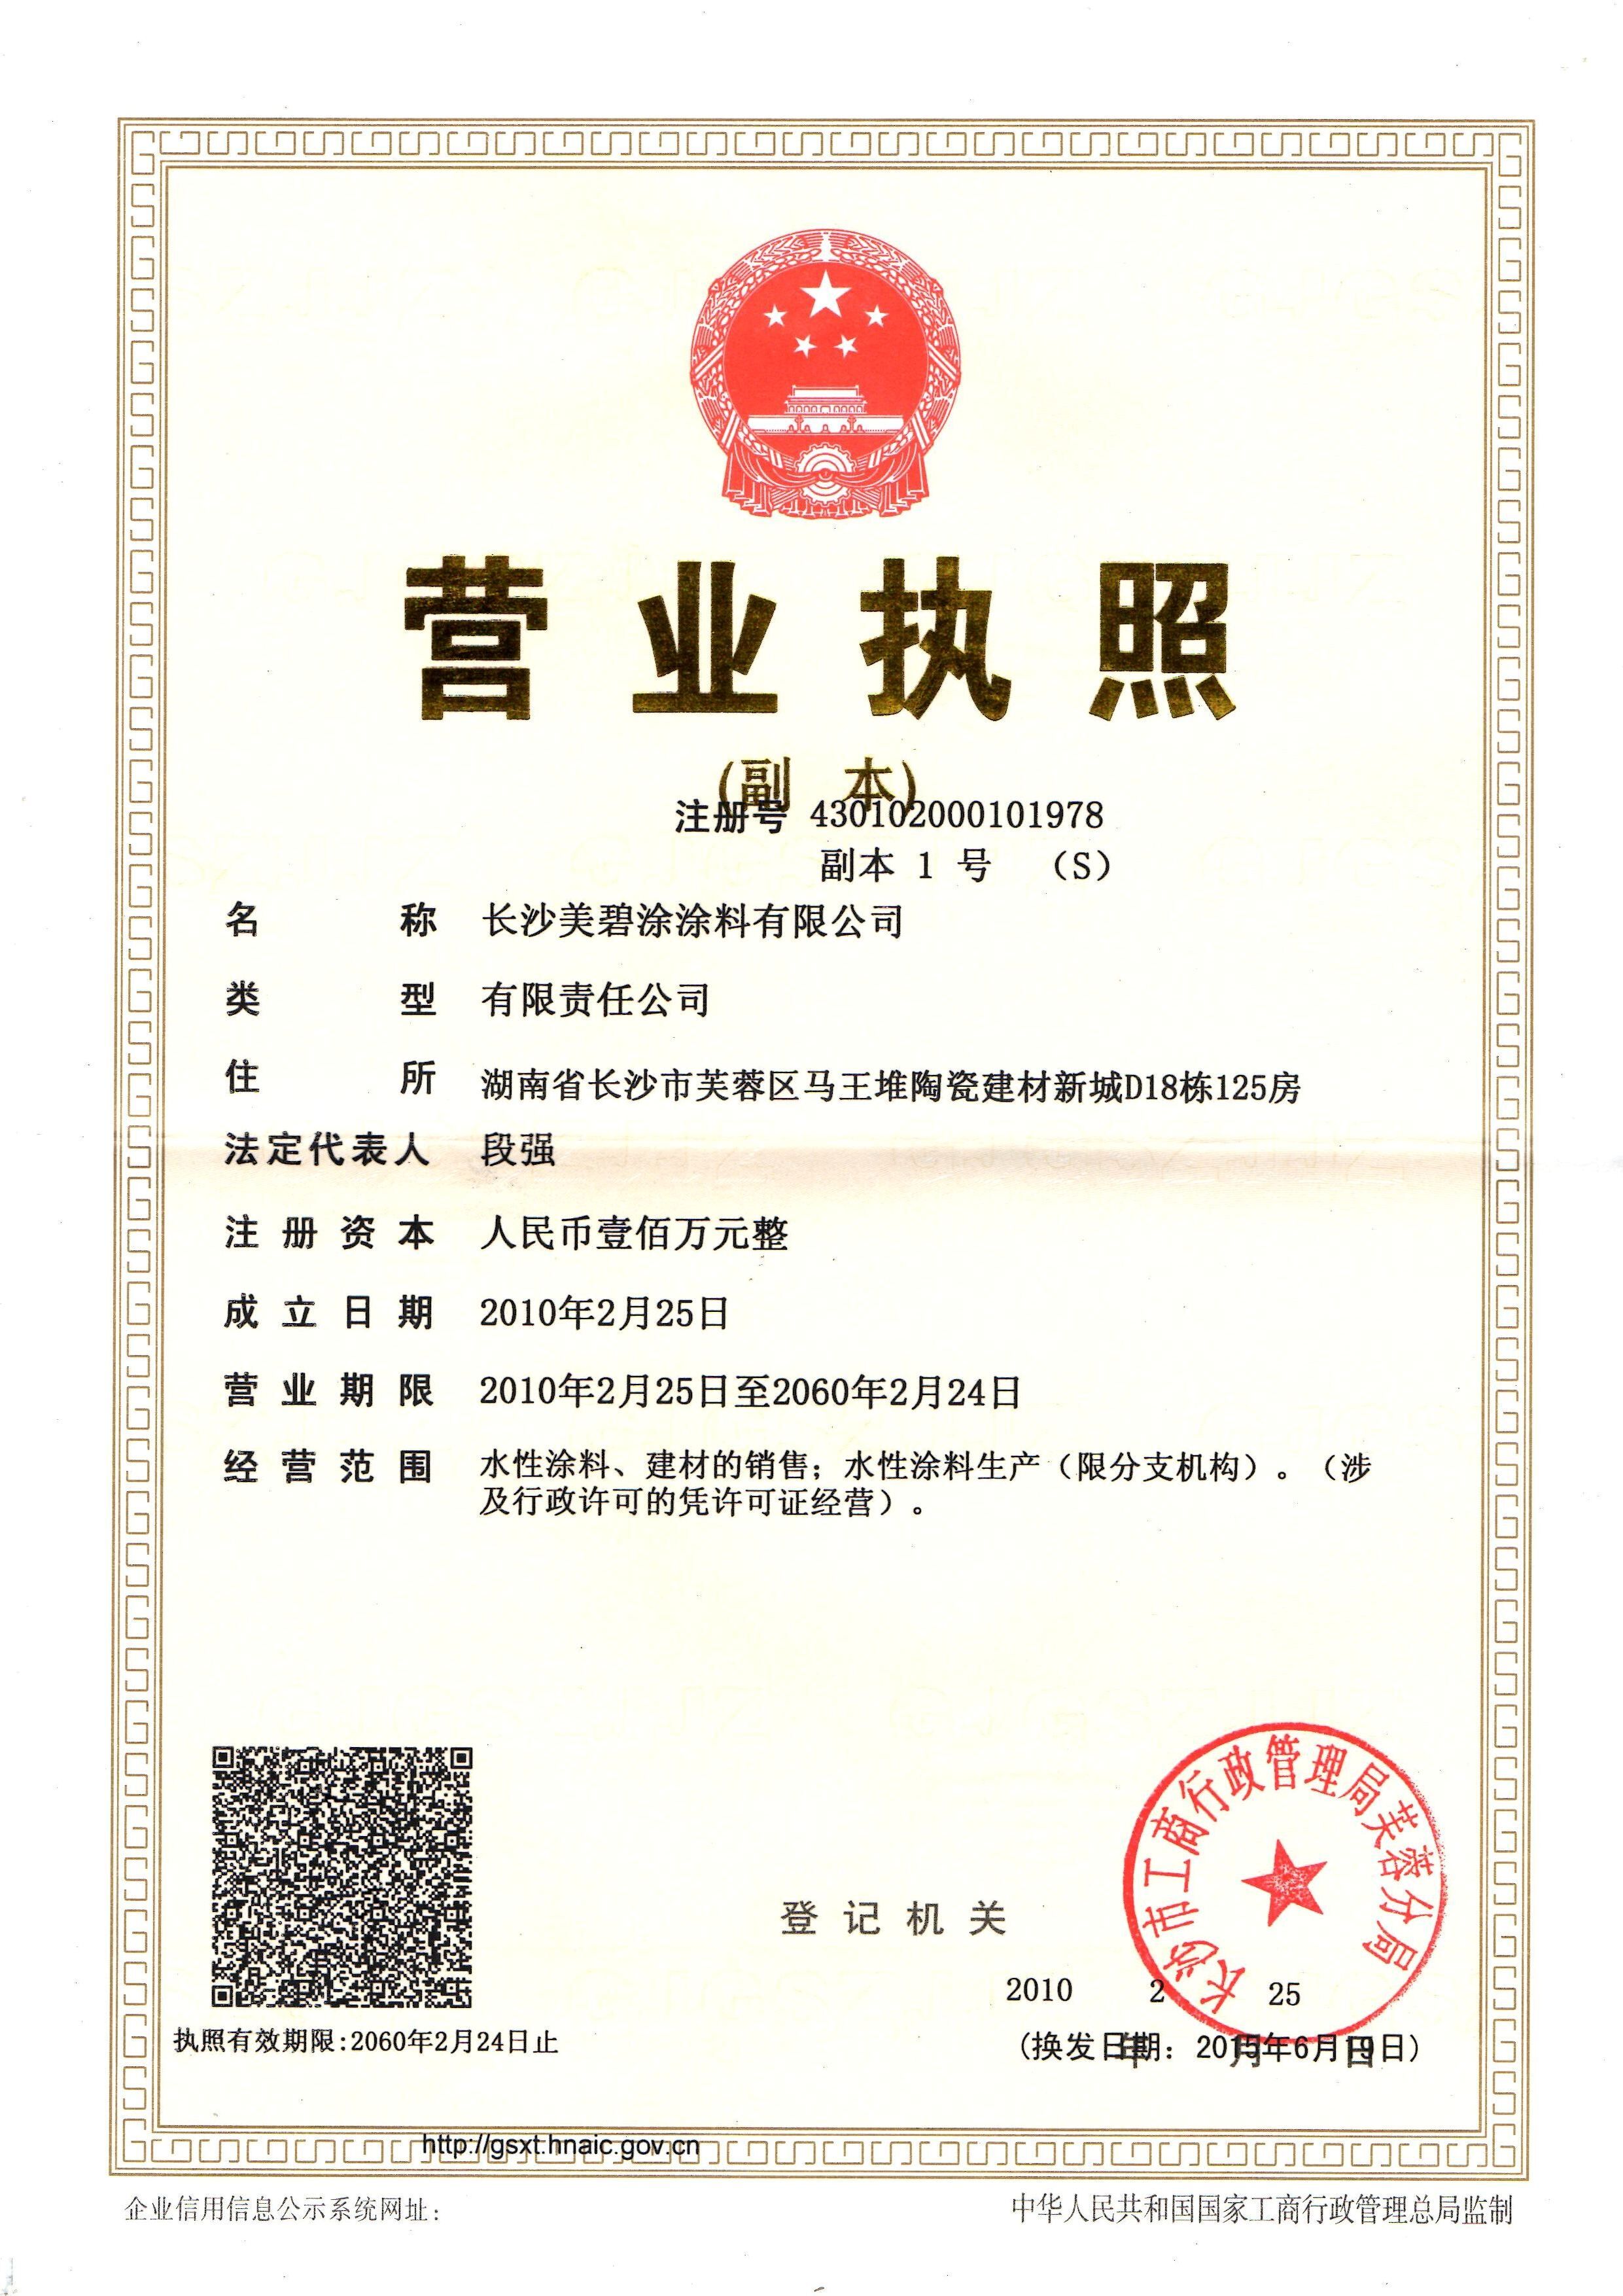 营业执照
(副 本)
注册号 430102000101978
副本 1 号 （S）
名称 长沙美碧涂涂料有限公司
类型 有限责任公司
住所 湖南省长沙市芙蓉区马王堆陶瓷建材新城D18栋125房
法定代表人 段强
注册资本 人民币壹佰万元整
成立日期 2010年2月25日
营业期限 2010年2月25日至2060年2月24日
经营范围 水性涂料、建材的销售；水性涂料生产（限分支机构）。（涉
及行政许可的凭许可证经营）。
长沙市工商行政管理局芙蓉分局
登记机关
2010 2 25
年 月 日
执照有效期限:2060年2月24日止
(换发日期：2015年6月19日)
http://gsxt.hnaic.gov.cn
企业信用信息公示系统网址：
中华人民共和国国家工商行政管理总局监制